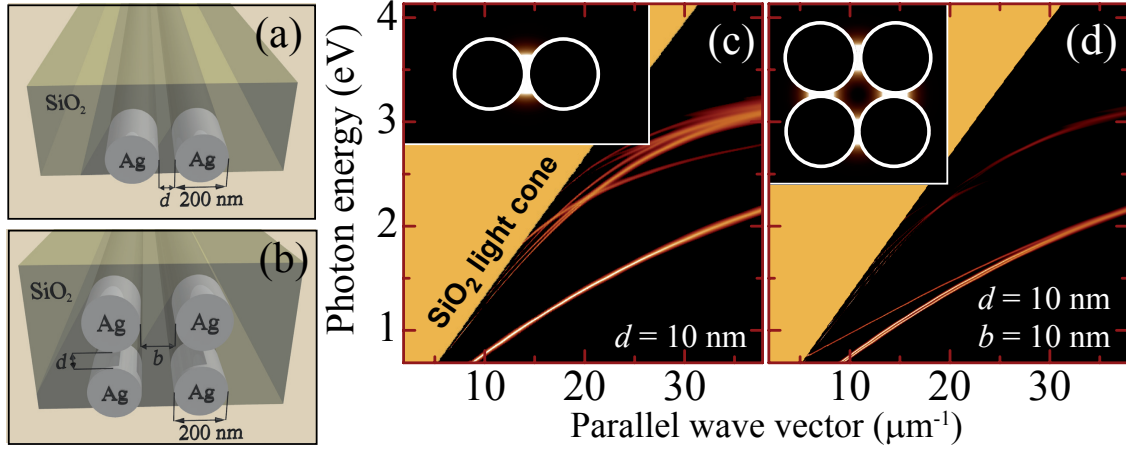 (a)
SiO₂
Ag
Ag
d
200 nm
(b)
SiO₂
Ag
Ag
d
b
Ag
Ag
200 nm
Photon energy (eV)
4
3
2
1
(c)
SiO₂ light cone
d = 10 nm
10
20
30
(d)
d = 10 nm
b = 10 nm
10
20
30
Parallel wave vector (μm⁻¹)